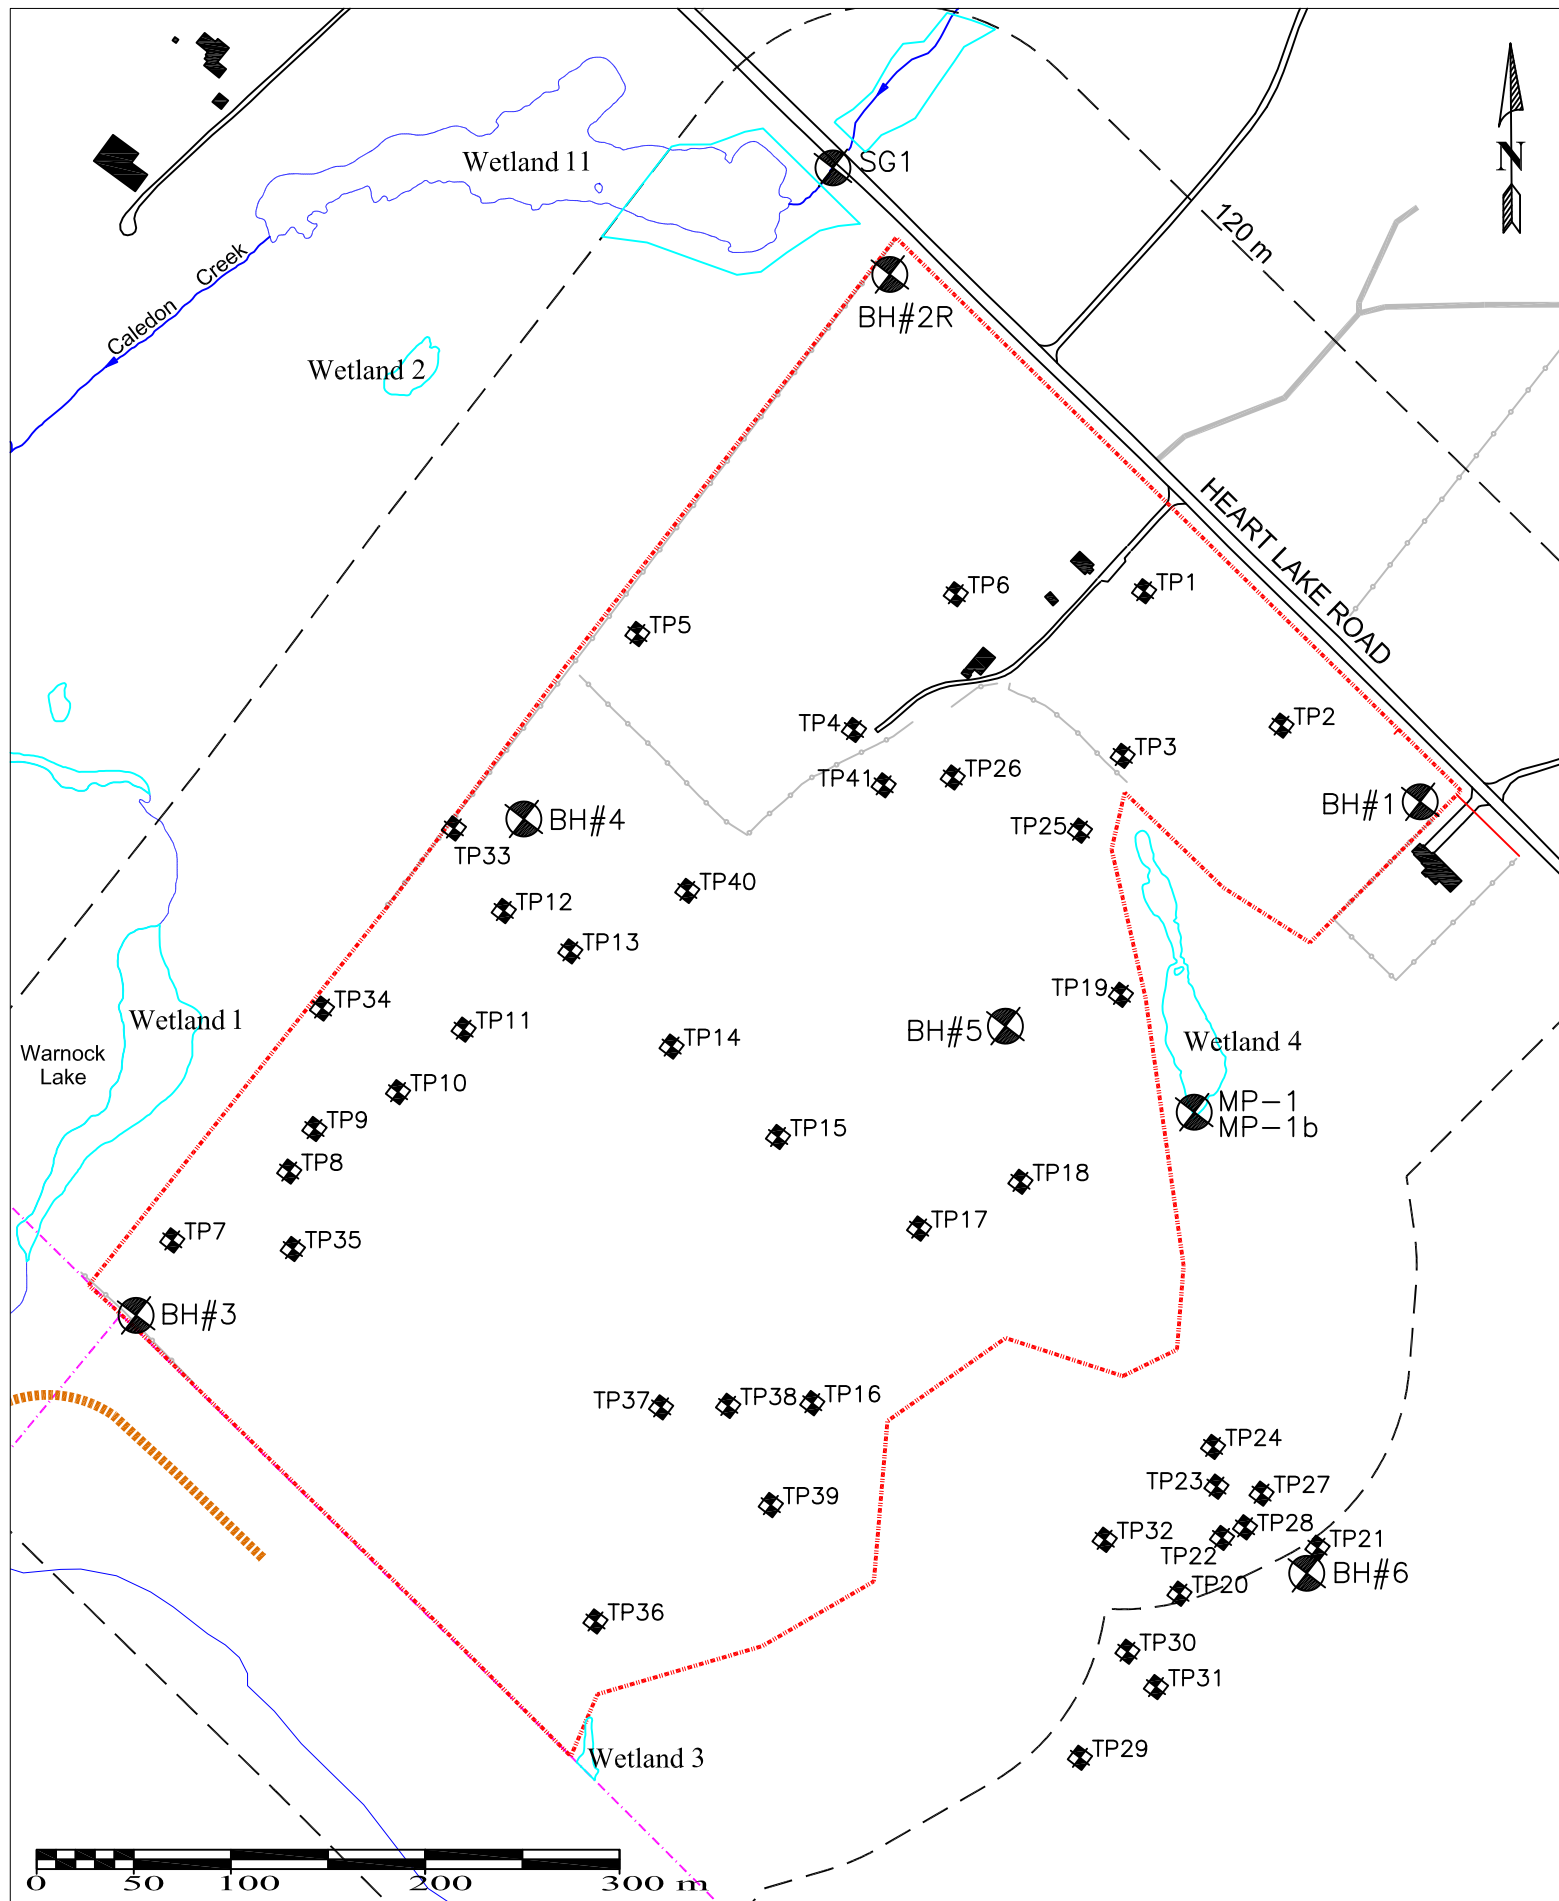 Wetland 11
SG1
N
120 m
Caledon Creek
BH#2R
Wetland 2
HEART LAKE ROAD
TP6
TP1
TP5
TP4
TP2
TP3
TP41
TP26
BH#1
BH#4
TP25
TP33
TP40
TP12
TP13
TP34
TP19
Wetland 1
TP11
BH#5
TP14
Wetland 4
Warnock
Lake
TP10
MP-1
MP-1b
TP9
TP15
TP8
TP18
TP7
TP35
TP17
BH#3
TP37
TP38
TP16
TP24
TP23
TP27
TP39
TP32
TP28
TP22
TP21
BH#6
TP20
TP36
TP30
TP31
Wetland 3
TP29
0 50 100 200 300 m